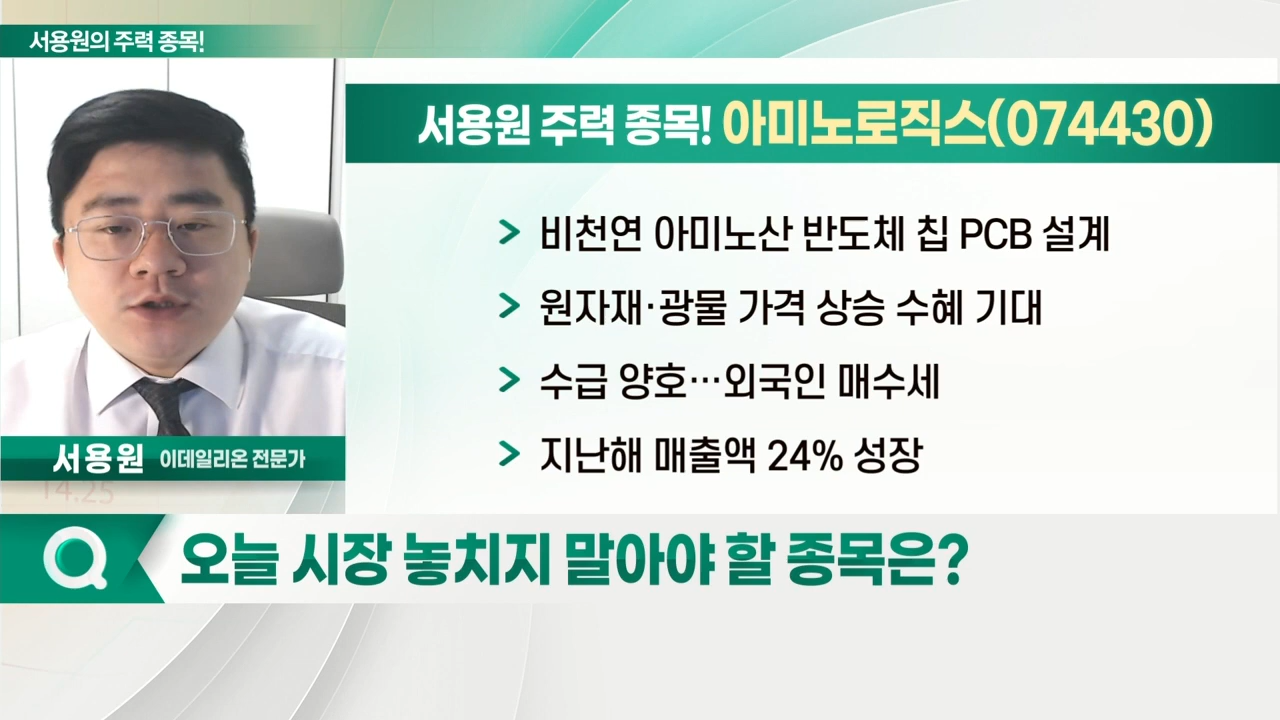 서용원의 주력 종목!
서용원 주력 종목! 아미노로직스(074430)
> 비천연 아미노산 반도체 칩 PCB 설계
> 원자재·광물 가격 상승 수혜 기대
> 수급 양호…외국인 매수세
> 지난해 매출액 24% 성장
서용원 이데일리온 전문가
14.25
Q 오늘 시장 놓치지 말아야 할 종목은?